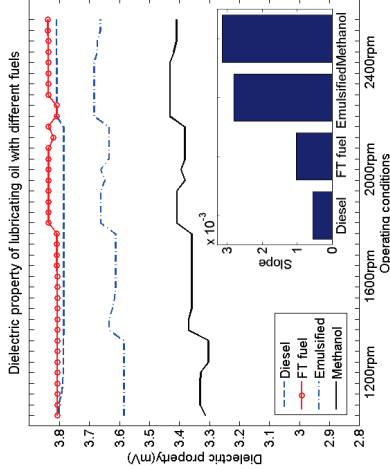 Dielectric property of lubricating oil with different fuels
Dielectric property(mV)
3.8
3.7
3.6
3.5
3.4
3.3
3.2
3.1
3
2.9
2.8
1200rpm
1600rpm
2000rpm
2400rpm
Operating conditions
Diesel
FT fuel
Emulsified
Methanol
x 10⁻³
Slope
3
2
1
0
Diesel
FT fuel
Emulsified
Methanol